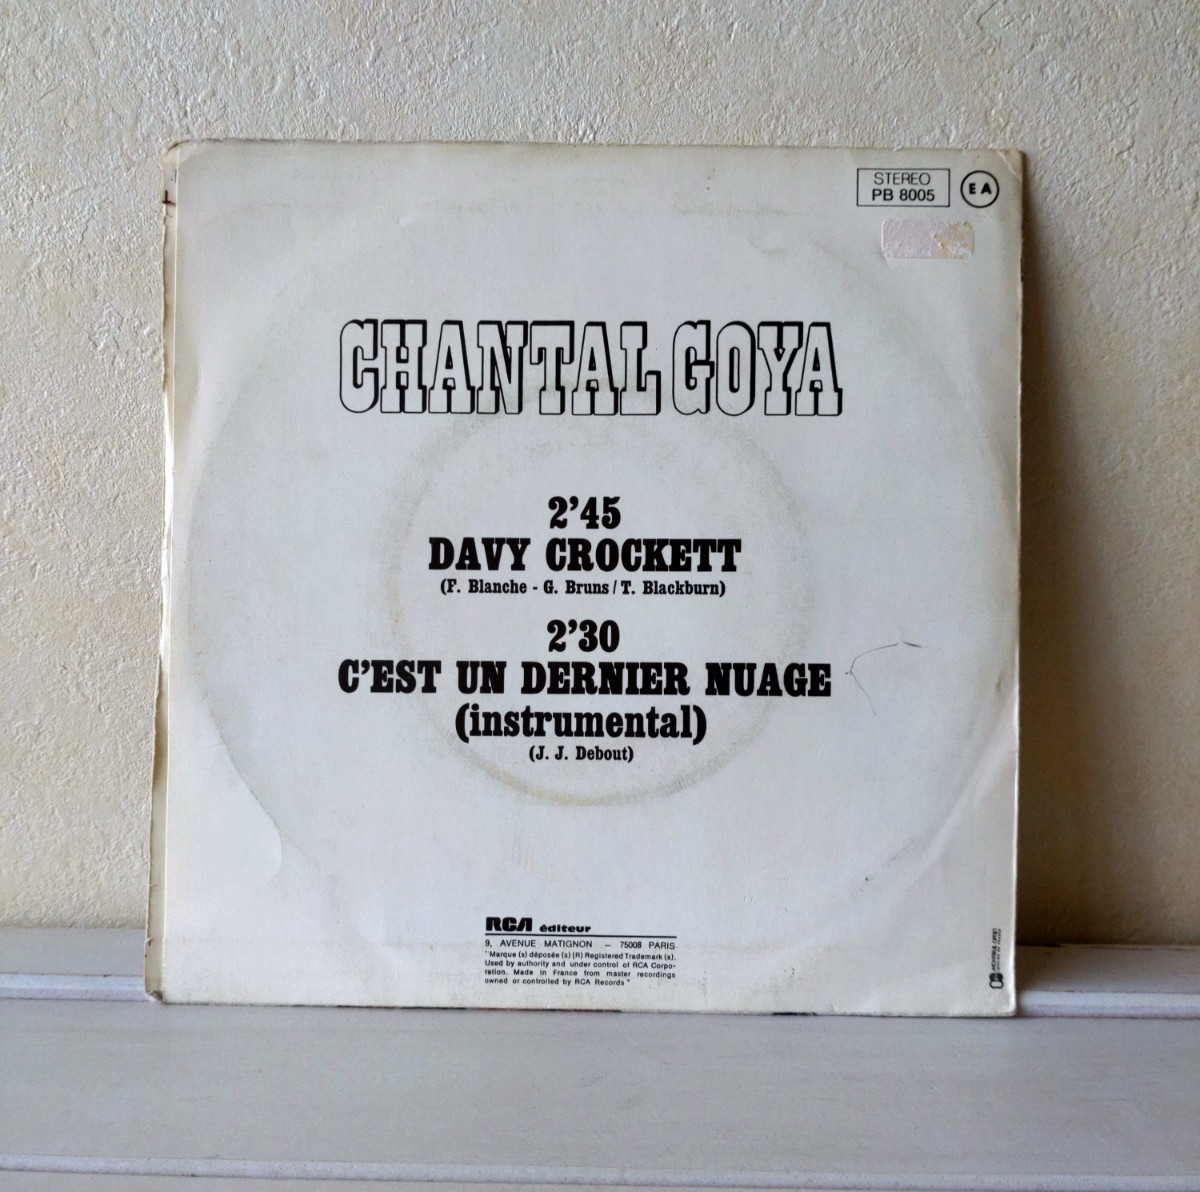 STEREO
PB 8005
EA
CHANTAL GOYA
2'45
DAVY CROCKETT
(F. Blanche - G. Bruns / T. Blackburn)
2'30
C'EST UN DERNIER NUAGE
(instrumental)
(J. J. Debout)
RCA éditeur
9, AVENUE MATIGNON – 75008 PARIS
"Marque (s) déposée (s) [R] Registered Trademark (s).
Used by authority and under control of RCA Corpo-
ration. Made in France from master recordings
owned or controlled by RCA Records"